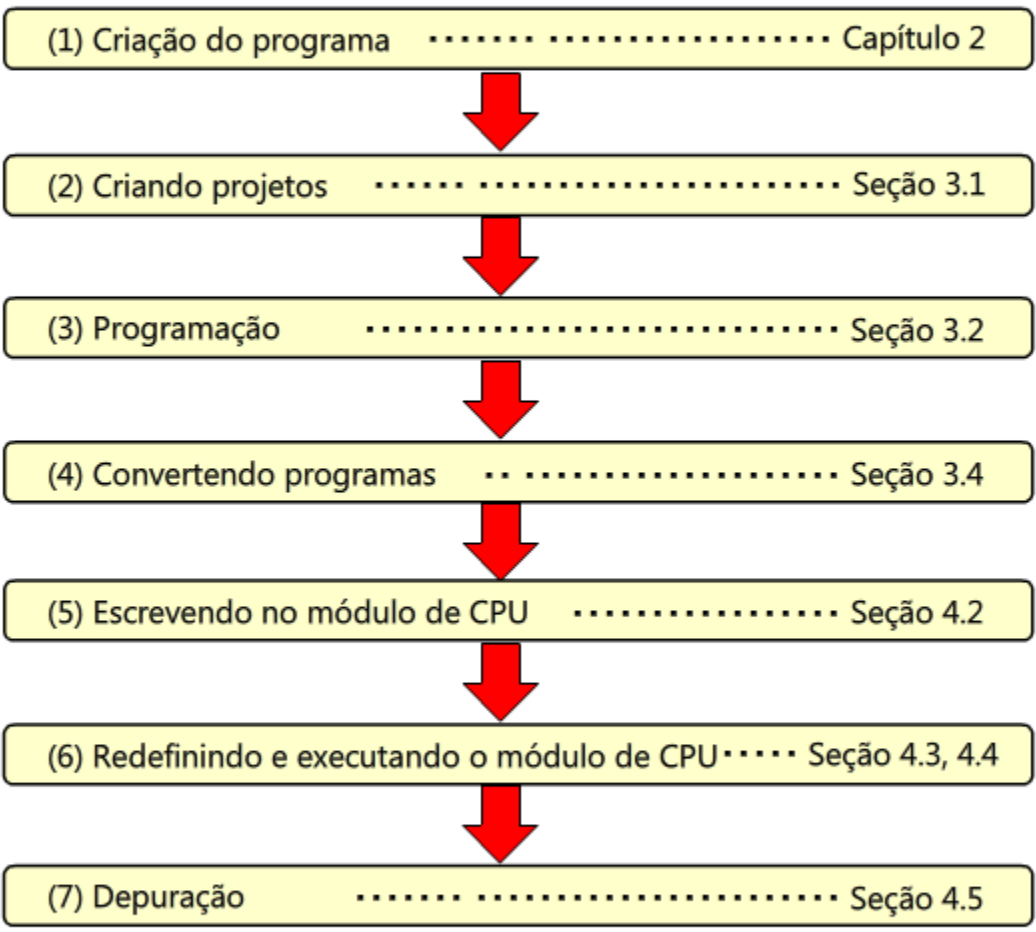 (1) Criação do programa ······· ·················· Capítulo 2
(2) Criando projetos ······ ······················· Seção 3.1
(3) Programação ······························ Seção 3.2
(4) Convertendo programas ·· ···················· Seção 3.4
(5) Escrevendo no módulo de CPU ················· Seção 4.2
(6) Redefinindo e executando o módulo de CPU ····· Seção 4.3, 4.4
(7) Depuração ······· ······················· Seção 4.5